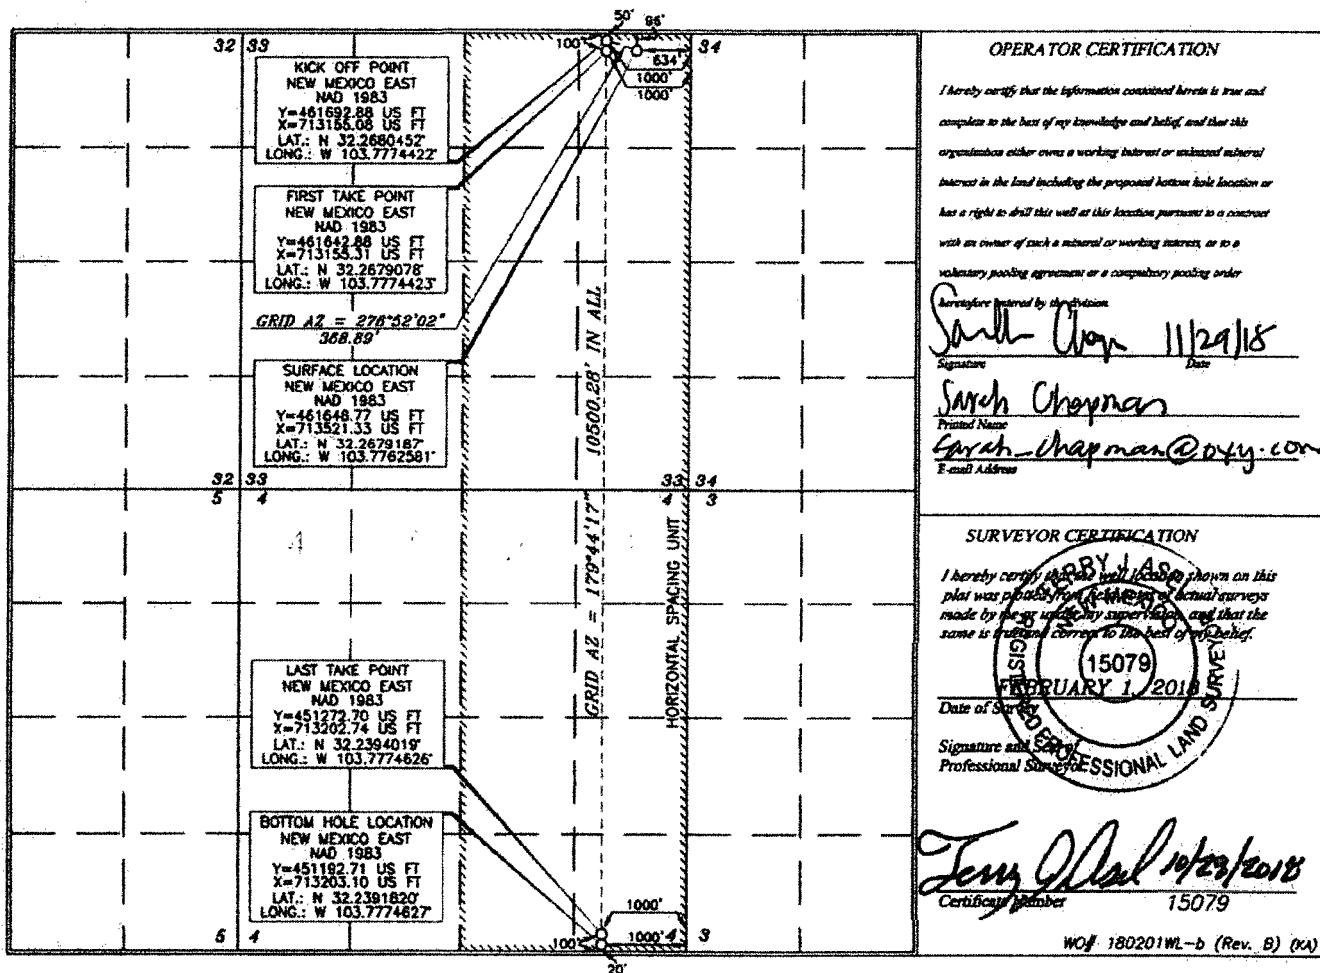 50' 96'
32 33 100' 34
634'
1000'
1000'
KICK OFF POINT
NEW MEXICO EAST
NAD 1983
Y=461692.88 US FT
X=713155.08 US FT
LAT.: N 32.2680452°
LONG.: W 103.7774422°
FIRST TAKE POINT
NEW MEXICO EAST
NAD 1983
Y=461642.88 US FT
X=713155.31 US FT
LAT.: N 32.2679078°
LONG.: W 103.7774423°
GRID AZ = 276°52'02"
368.89'
SURFACE LOCATION
NEW MEXICO EAST
NAD 1983
Y=461648.77 US FT
X=713521.33 US FT
LAT.: N 32.2679187°
LONG.: W 103.7762581°
32 33 33 34
5 4 4 3
GRID AZ = 179°44'17" 10500.28' IN ALL
HORIZONTAL SPACING UNIT
LAST TAKE POINT
NEW MEXICO EAST
NAD 1983
Y=451272.70 US FT
X=713202.74 US FT
LAT.: N 32.2394019°
LONG.: W 103.7774626°
BOTTOM HOLE LOCATION
NEW MEXICO EAST
NAD 1983
Y=451192.71 US FT
X=713203.10 US FT
LAT.: N 32.2391820°
LONG.: W 103.7774627°
1000'
5 4 100' 1000' 4 3
20'
OPERATOR CERTIFICATION
I hereby certify that the information contained herein is true and
complete to the best of my knowledge and belief, and that this
organization either owns a working interest or unleased mineral
interest in the land including the proposed bottom hole location or
has a right to drill this well at this location pursuant to a contract
with an owner of such a mineral or working interest, or to a
voluntary pooling agreement or a compulsory pooling order
heretofore entered by the division.
11/29/18
Signature Date
Sarah Chapman
Printed Name
sarah_chapman@oxy.com
E-mail Address
SURVEYOR CERTIFICATION
I hereby certify that the well location shown on this
plat was plotted from field notes of actual surveys
made by me or under my supervision, and that the
same is true and correct to the best of my belief.
TERRY J. ASEL
NEW MEXICO
15079
REGISTERED PROFESSIONAL LAND SURVEYOR
FEBRUARY 1, 2018
Date of Survey
Signature and Seal of
Professional Surveyor
Terry J Asel 10/23/2018
Certificate Number 15079
WO# 180201WL-b (Rev. B) (KA)